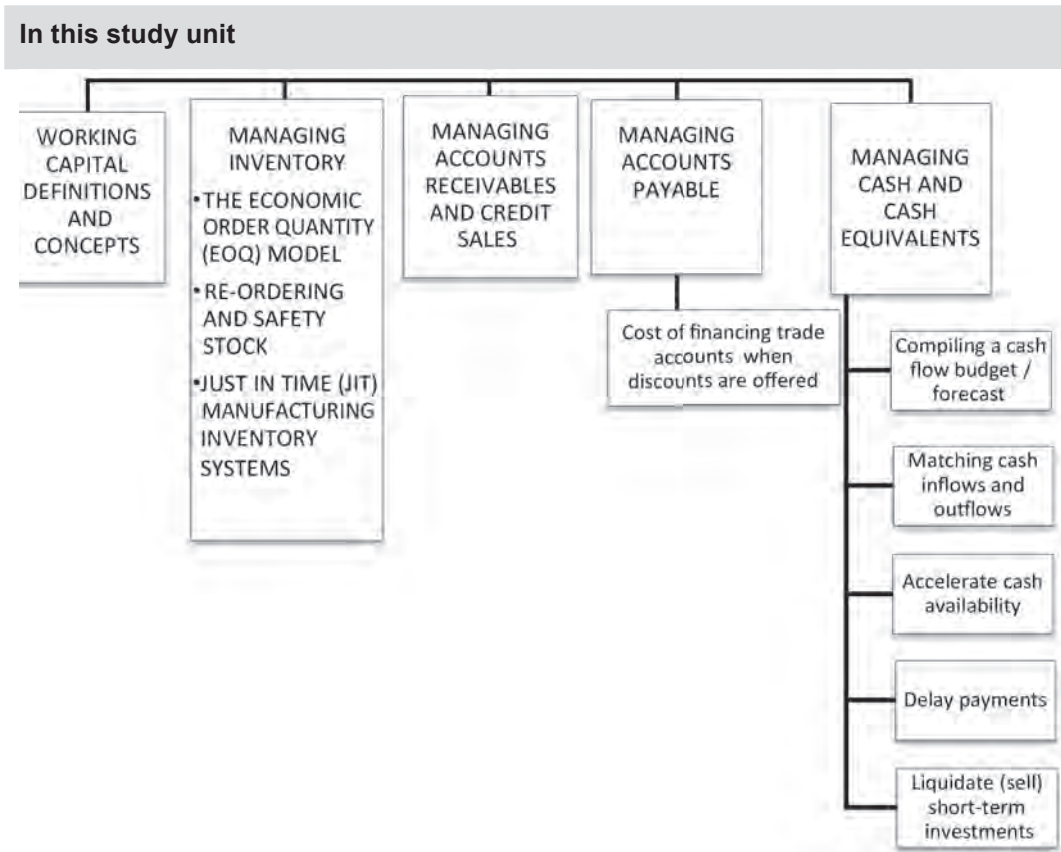 In this study unit
WORKING
CAPITAL
DEFINITIONS
AND
CONCEPTS
MANAGING
INVENTORY
•THE ECONOMIC
ORDER QUANTITY
(EOQ) MODEL
•RE-ORDERING
AND SAFETY
STOCK
•JUST IN TIME (JIT)
MANUFACTURING
INVENTORY
SYSTEMS
MANAGING
ACCOUNTS
RECEIVABLES
AND CREDIT
SALES
MANAGING
ACCOUNTS
PAYABLE
Cost of financing trade
accounts when
discounts are offered
MANAGING
CASH AND
CASH
EQUIVALENTS
Compiling a cash
flow budget /
forecast
Matching cash
inflows and
outflows
Accelerate cash
availability
Delay payments
Liquidate (sell)
short-term
investments